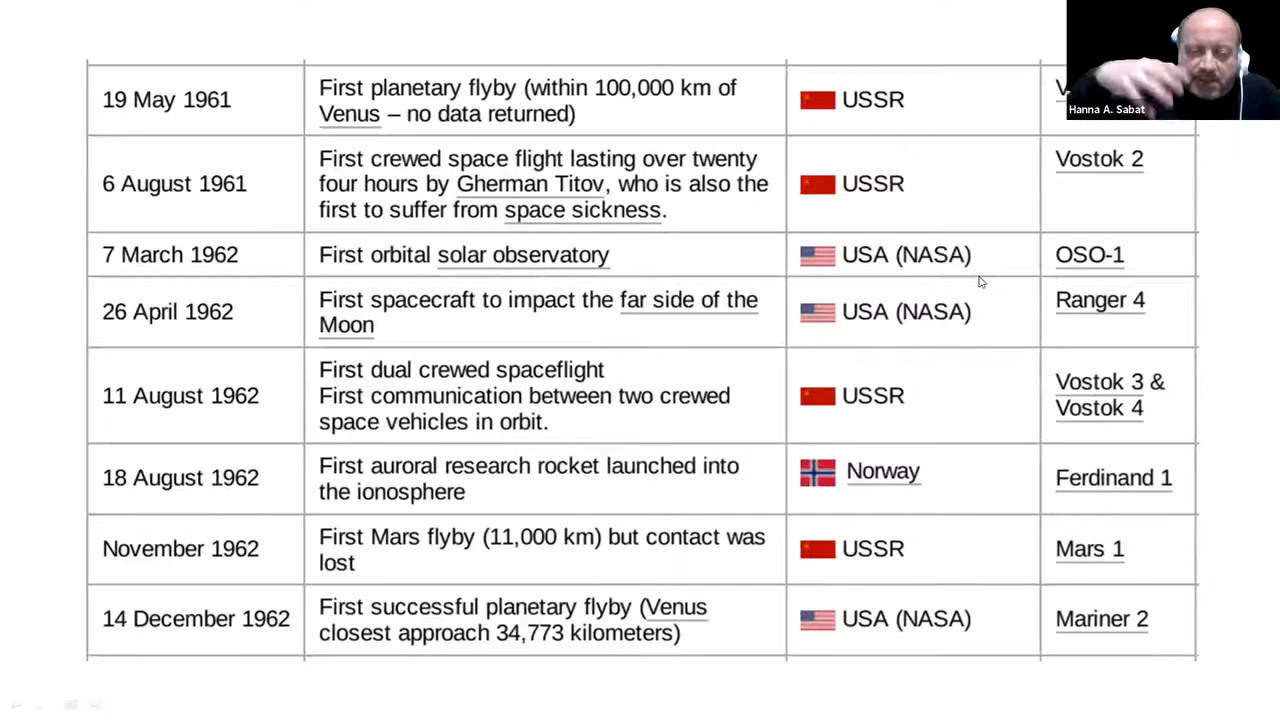 19 May 1961
First planetary flyby (within 100,000 km of
Venus – no data returned)
USSR
Hanna A. Sabat
6 August 1961
First crewed space flight lasting over twenty
four hours by Gherman Titov, who is also the
first to suffer from space sickness.
USSR
Vostok 2
7 March 1962
First orbital solar observatory
USA (NASA)
OSO-1
26 April 1962
First spacecraft to impact the far side of the
Moon
USA (NASA)
Ranger 4
11 August 1962
First dual crewed spaceflight
First communication between two crewed
space vehicles in orbit.
USSR
Vostok 3 &
Vostok 4
18 August 1962
First auroral research rocket launched into
the ionosphere
Norway
Ferdinand 1
November 1962
First Mars flyby (11,000 km) but contact was
lost
USSR
Mars 1
14 December 1962
First successful planetary flyby (Venus
closest approach 34,773 kilometers)
USA (NASA)
Mariner 2